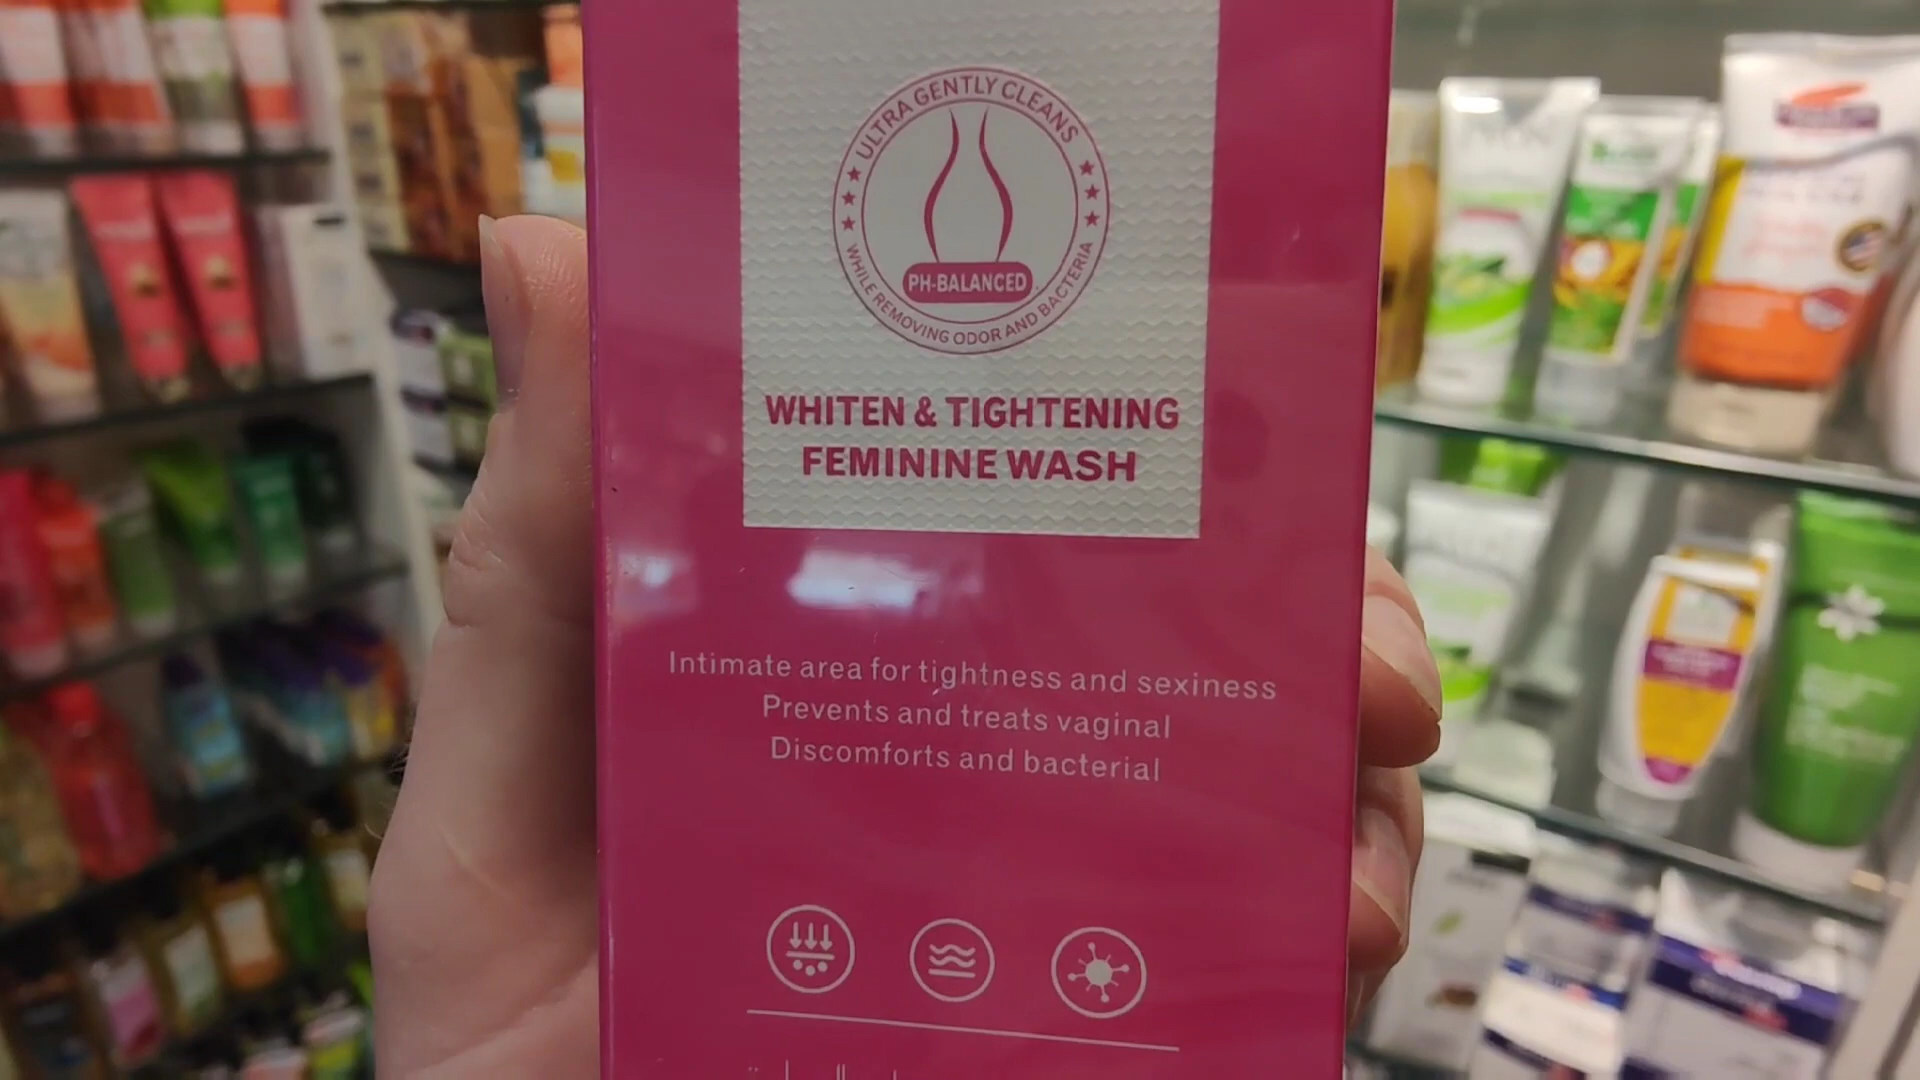 ULTRA GENTLY CLEANS
PH-BALANCED
WHILE REMOVING ODOR AND BACTERIA
WHITEN & TIGHTENING
FEMININE WASH
Intimate area for tightness and sexiness
Prevents and treats vaginal
Discomforts and bacterial